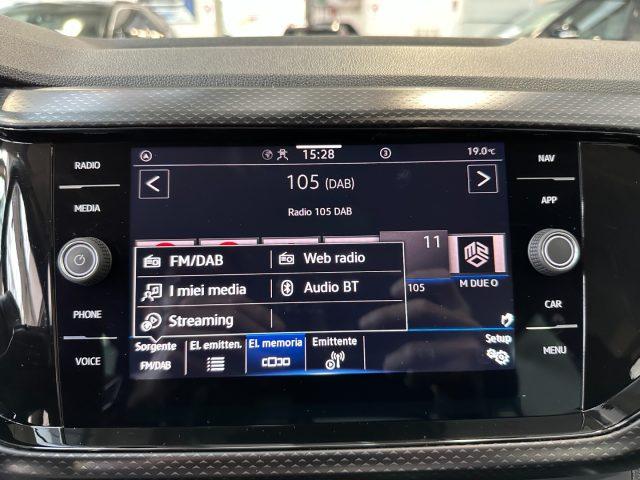 RADIO
MEDIA
PHONE
VOICE
15:28
3
19.0°C
105 (DAB)
Radio 105 DAB
11
105
M DUE O
FM/DAB
Web radio
I miei media
Audio BT
Streaming
Sorgente
FM/DAB
El. emitten.
El. memoria
Emittente
Setup
NAV
APP
CAR
MENU